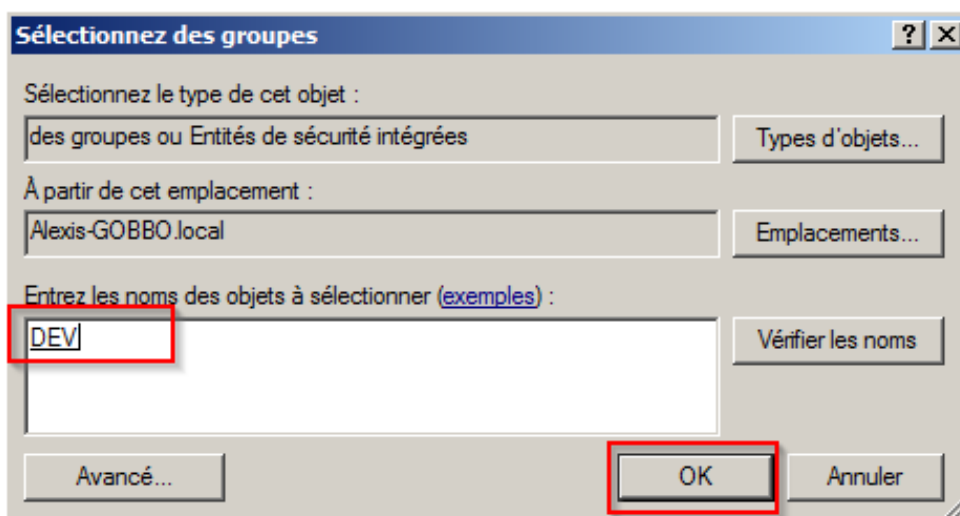 Sélectionnez des groupes
Sélectionnez le type de cet objet :
des groupes ou Entités de sécurité intégrées
Types d'objets...
À partir de cet emplacement :
Alexis-GOBBO.local
Emplacements...
Entrez les noms des objets à sélectionner (exemples) :
DEV
Vérifier les noms
Avancé...
OK
Annuler